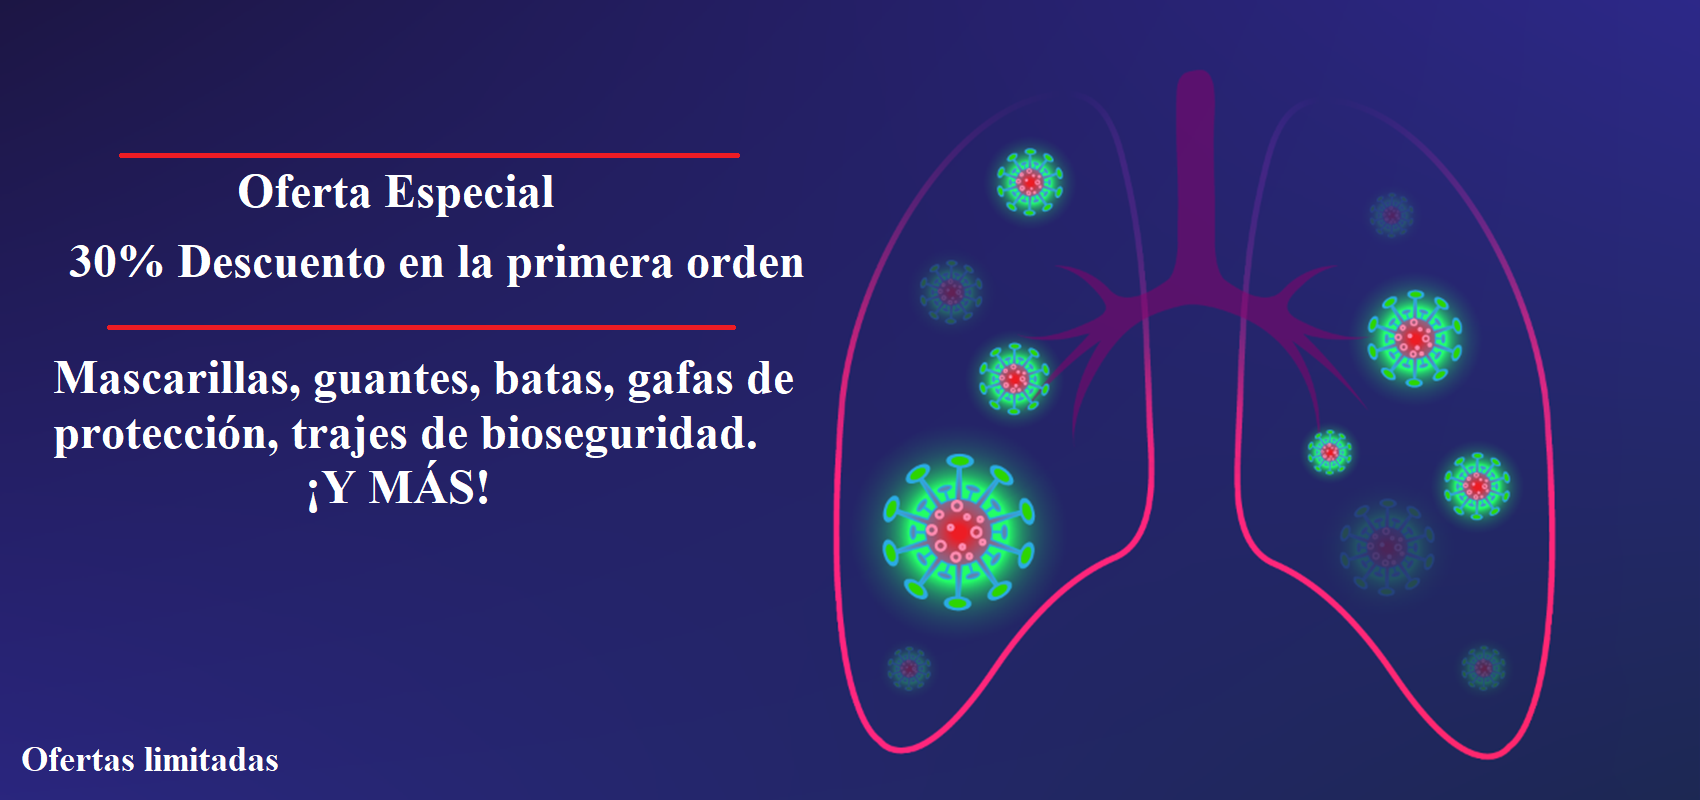 Oferta Especial
30% Descuento en la primera orden
Mascarillas, guantes, batas, gafas de
protección, trajes de bioseguridad.
¡Y MÁS!
Ofertas limitadas